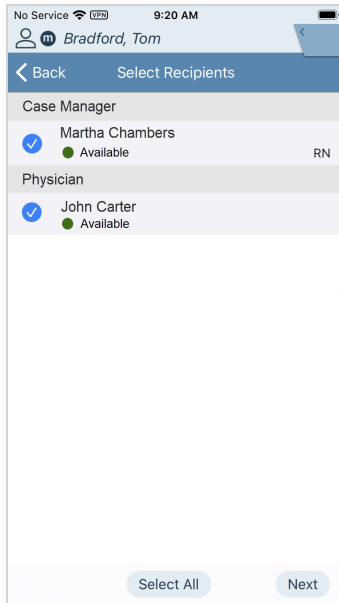 No Service VPN 9:20 AM
m Bradford, Tom
Back Select Recipients
Case Manager
Martha Chambers
Available RN
Physician
John Carter
Available
Select All Next